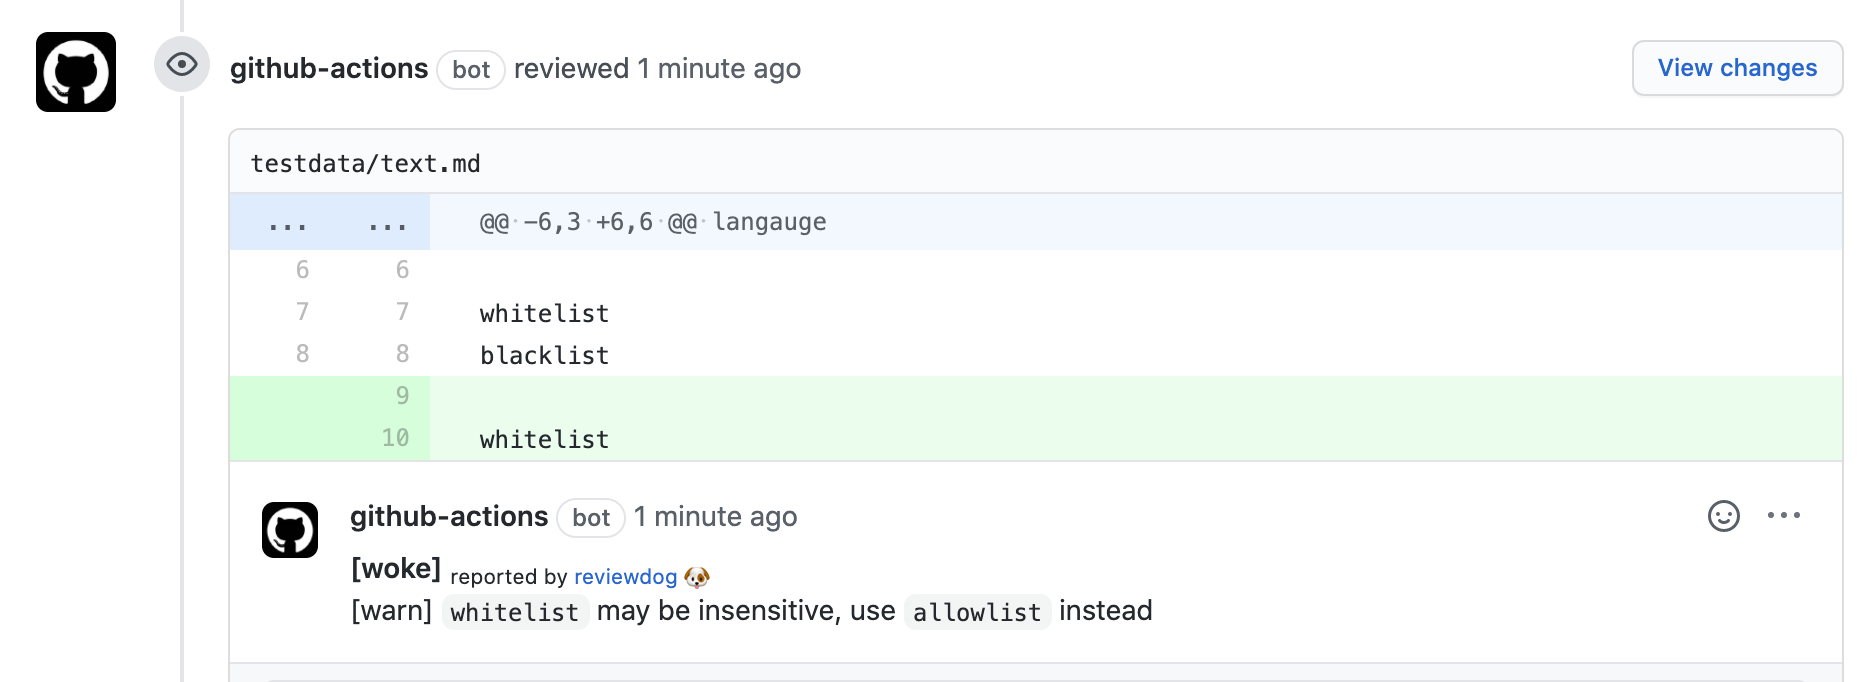 github-actions bot reviewed 1 minute ago
View changes
testdata/text.md
... ... @@ -6,3 +6,6 @@ langauge
6 6
7 7 whitelist
8 8 blacklist
9
10 whitelist
github-actions bot 1 minute ago
[woke] reported by reviewdog 🐶
[warn] whitelist may be insensitive, use allowlist instead